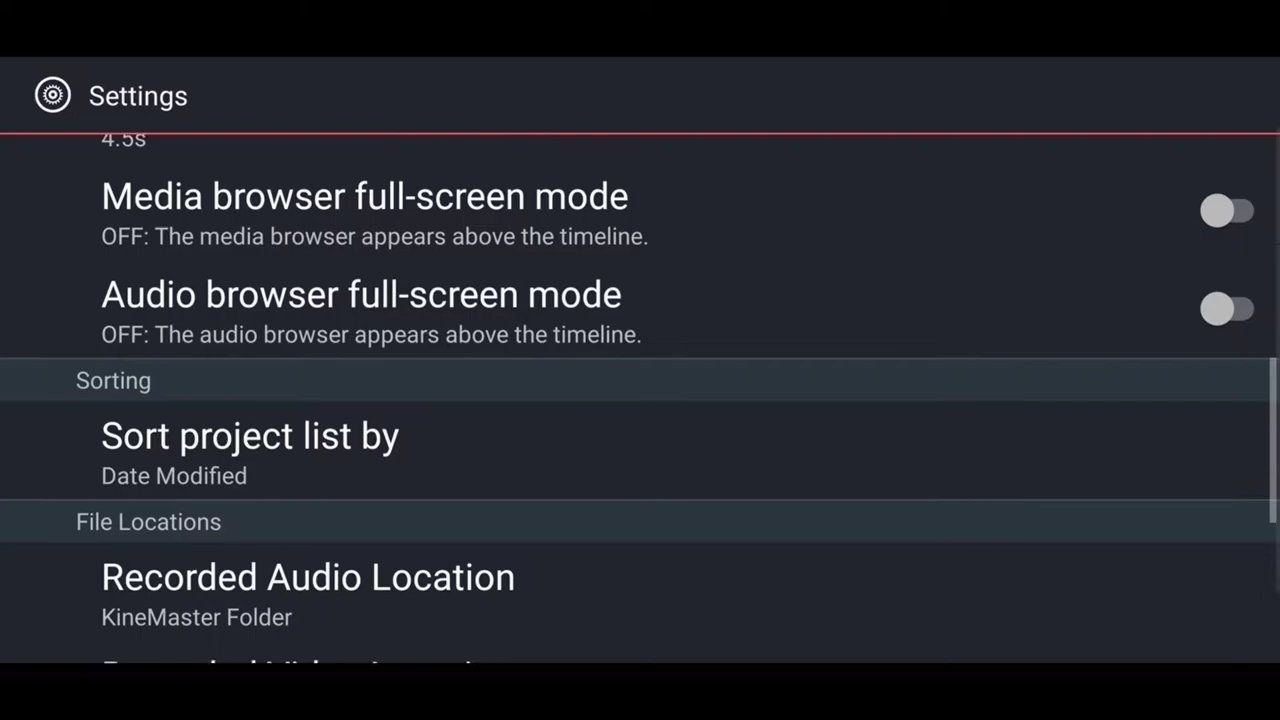 Settings
4.5s
Media browser full-screen mode
OFF: The media browser appears above the timeline.
Audio browser full-screen mode
OFF: The audio browser appears above the timeline.
Sorting
Sort project list by
Date Modified
File Locations
Recorded Audio Location
KineMaster Folder